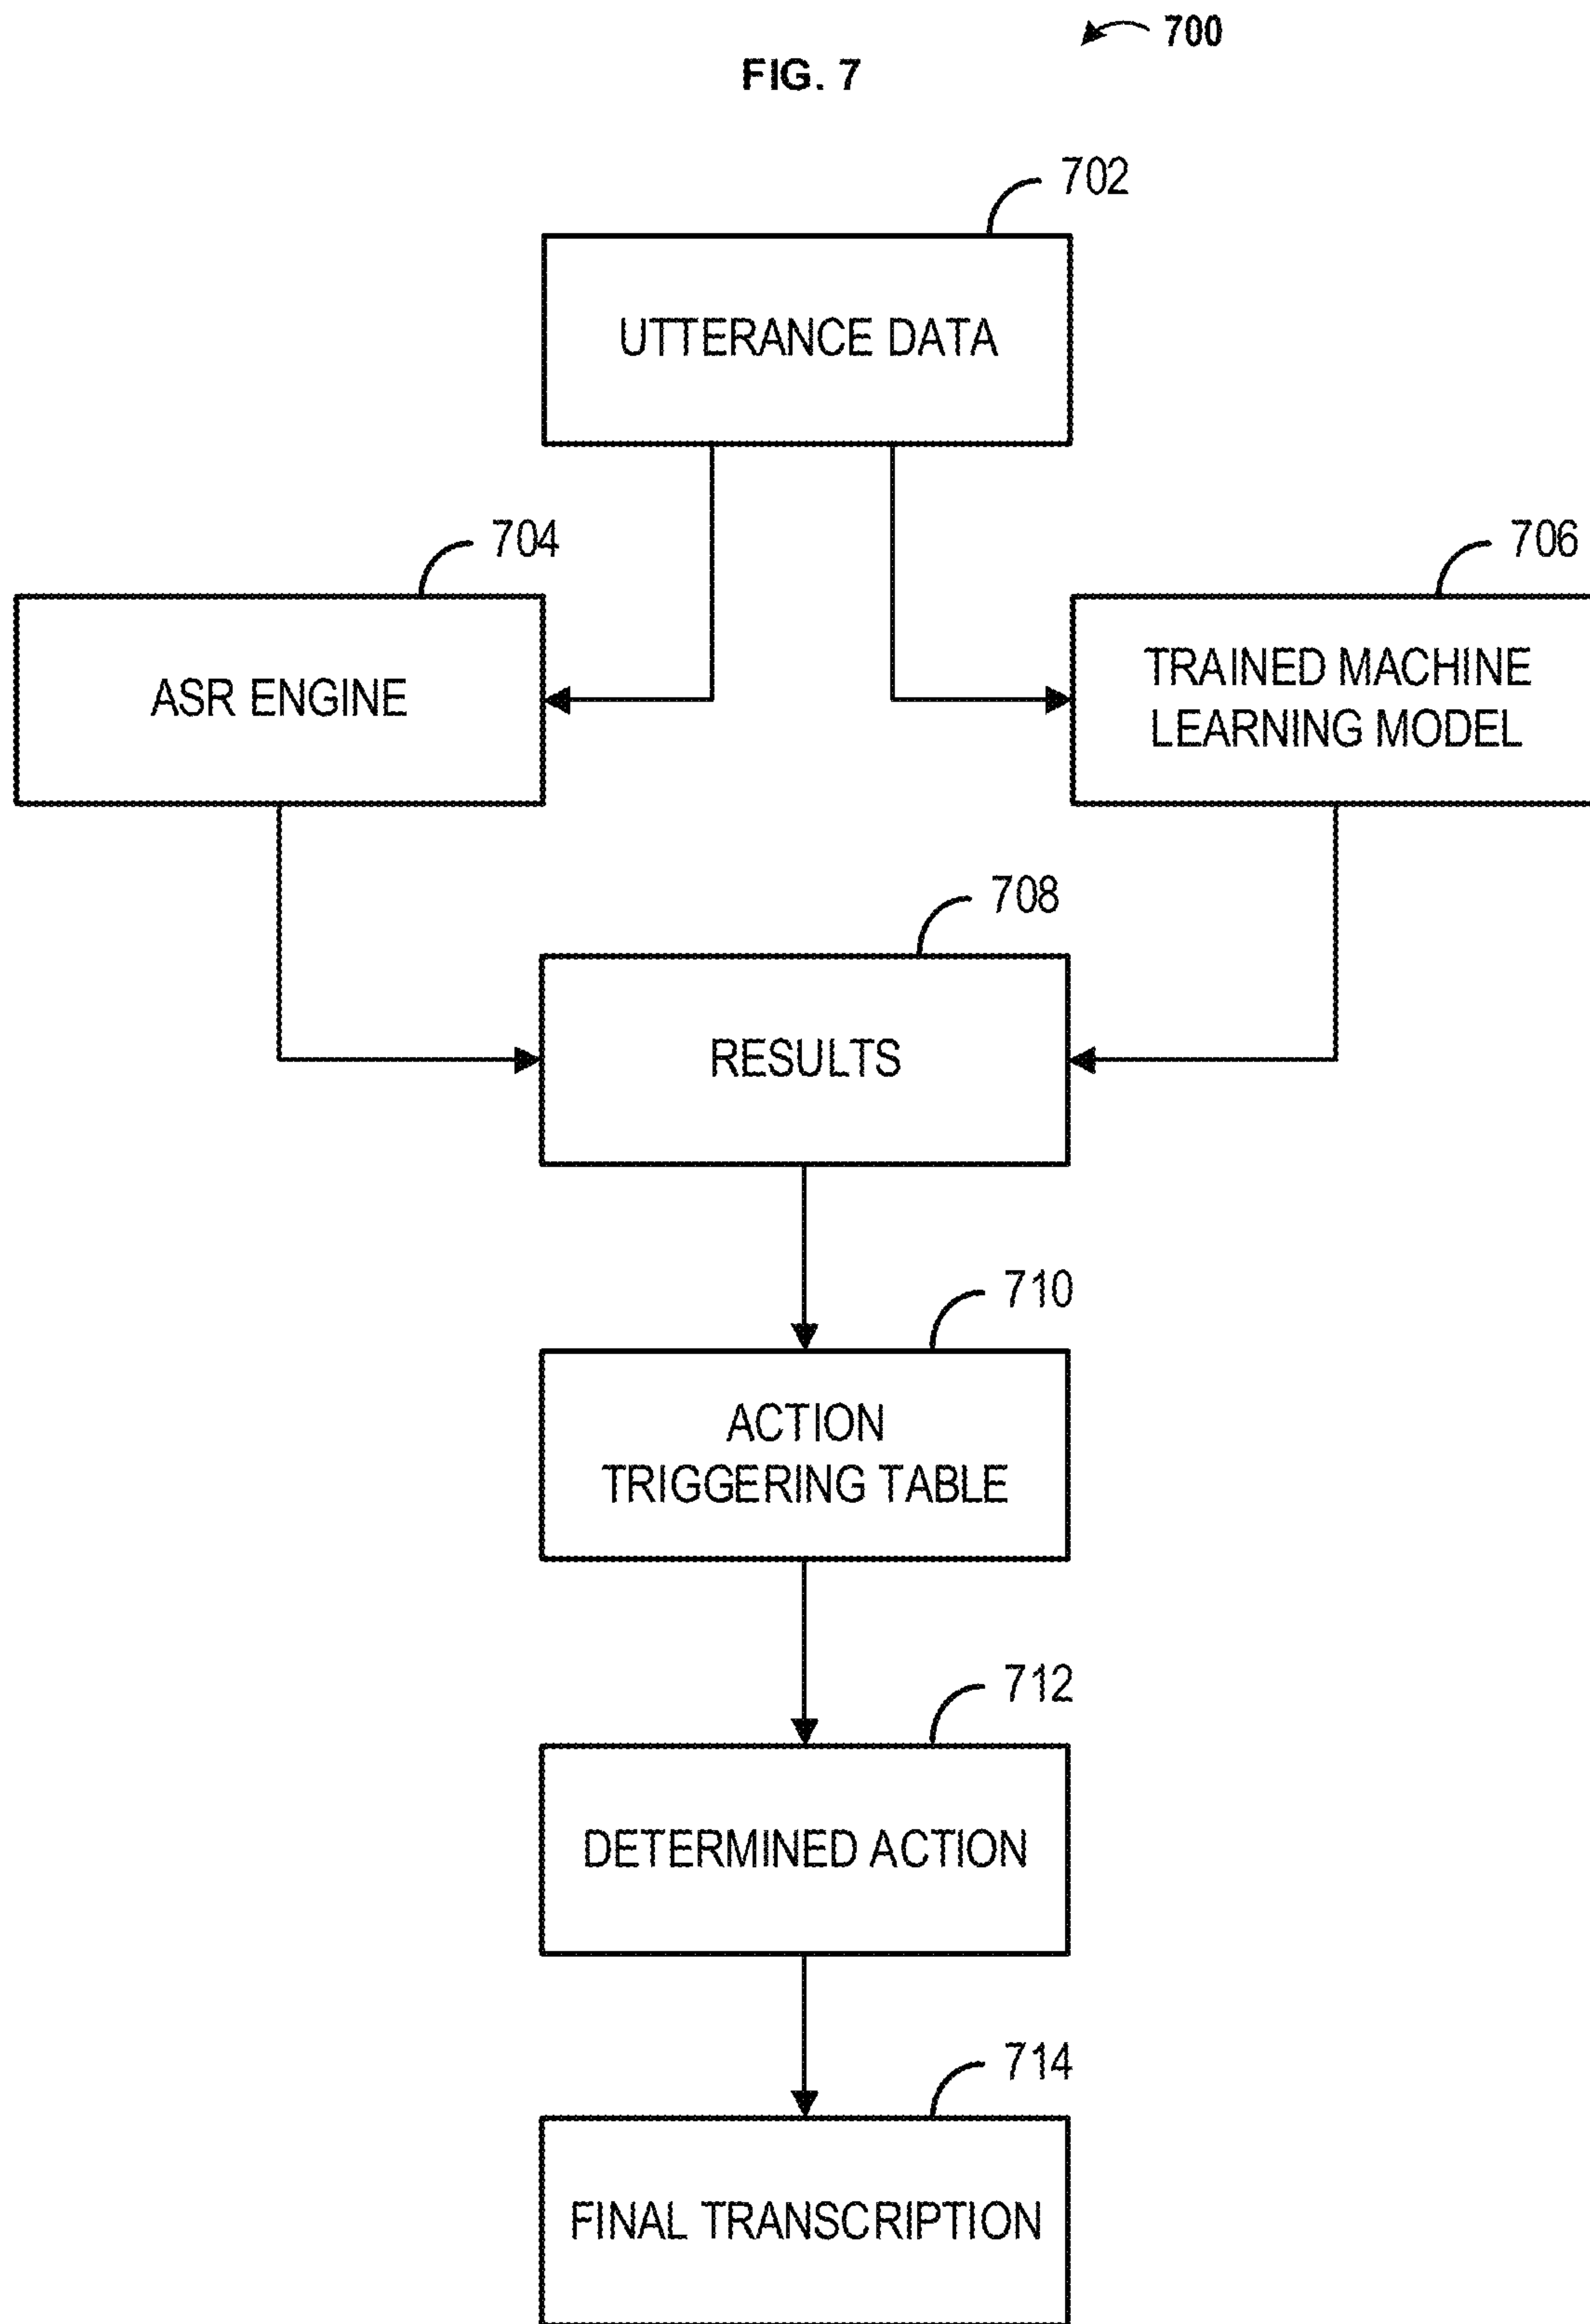 700
FIG. 7
702
UTTERANCE DATA
704
706
ASR ENGINE
TRAINED MACHINE
LEARNING MODEL
708
RESULTS
710
ACTION
TRIGGERING TABLE
712
DETERMINED ACTION
714
FINAL TRANSCRIPTION